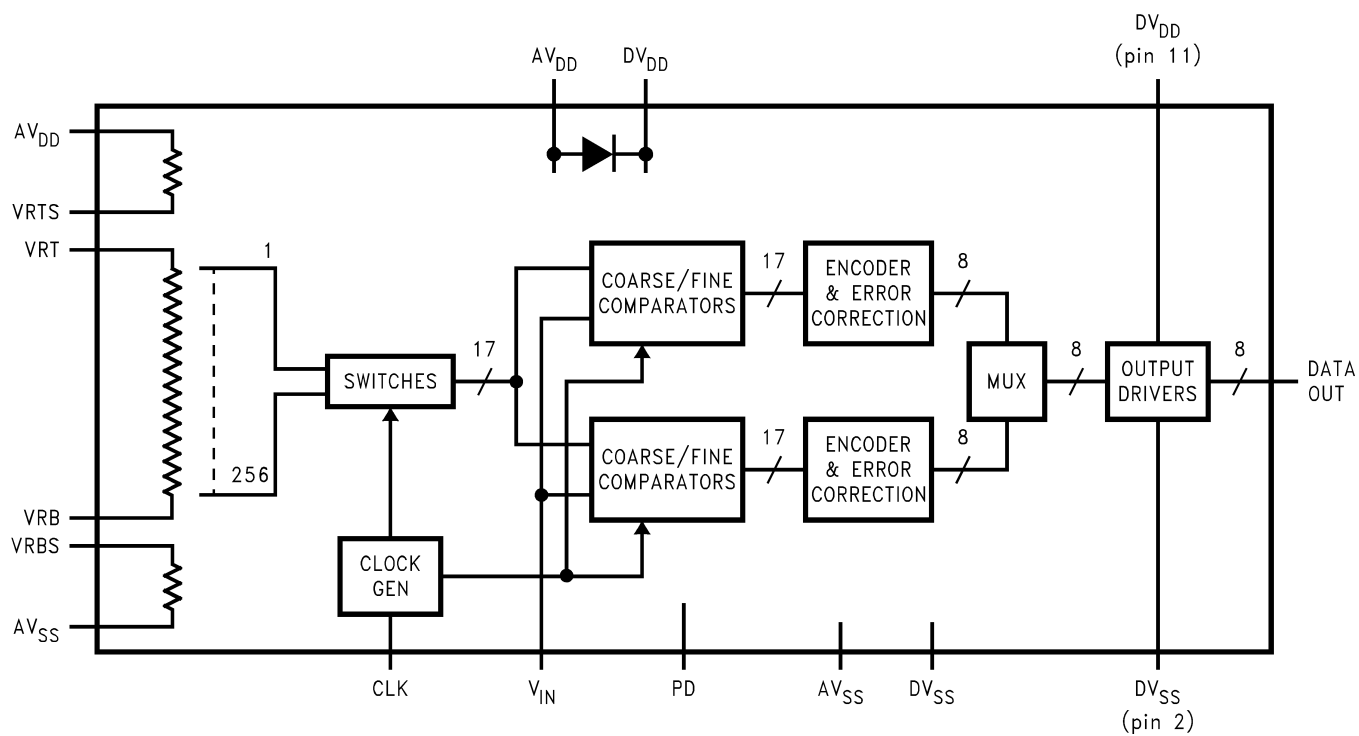 DVDD
(pin 11)
AVDD
DVDD
AVDD
VRTS
VRT
1
256
VRB
VRBS
AVSS
SWITCHES
17
CLOCK
GEN
COARSE/FINE
COMPARATORS
17
ENCODER
& ERROR
CORRECTION
8
COARSE/FINE
COMPARATORS
17
ENCODER
& ERROR
CORRECTION
8
MUX
8
OUTPUT
DRIVERS
8
DATA
OUT
CLK
VIN
PD
AVSS
DVSS
DVSS
(pin 2)